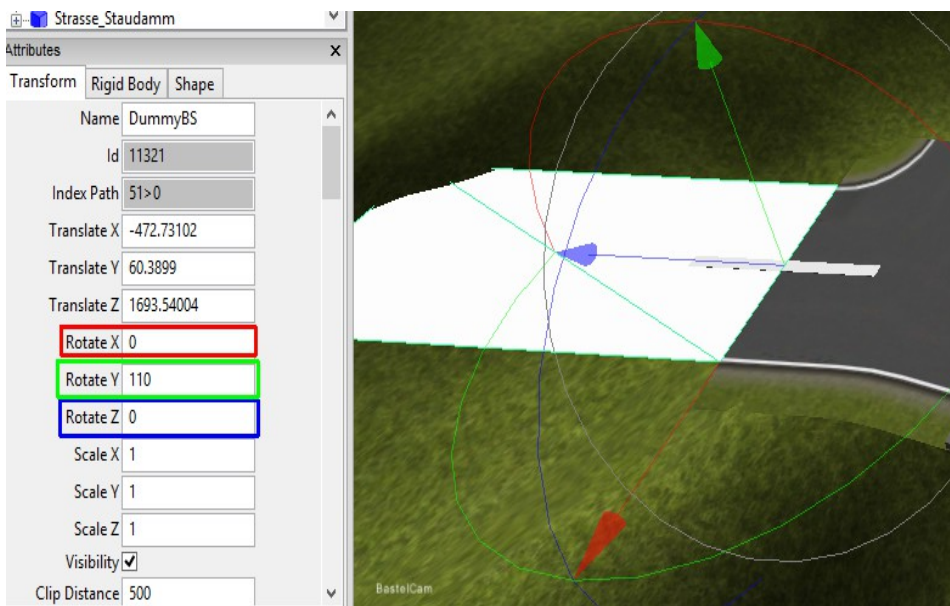 Strasse_Staudamm
Attributes x
Transform Rigid Body Shape
Name DummyBS
Id 11321
Index Path 51>0
Translate X -472.73102
Translate Y 60.3899
Translate Z 1693.54004
Rotate X 0
Rotate Y 110
Rotate Z 0
Scale X 1
Scale Y 1
Scale Z 1
Visibility
Clip Distance 500
BastelCam